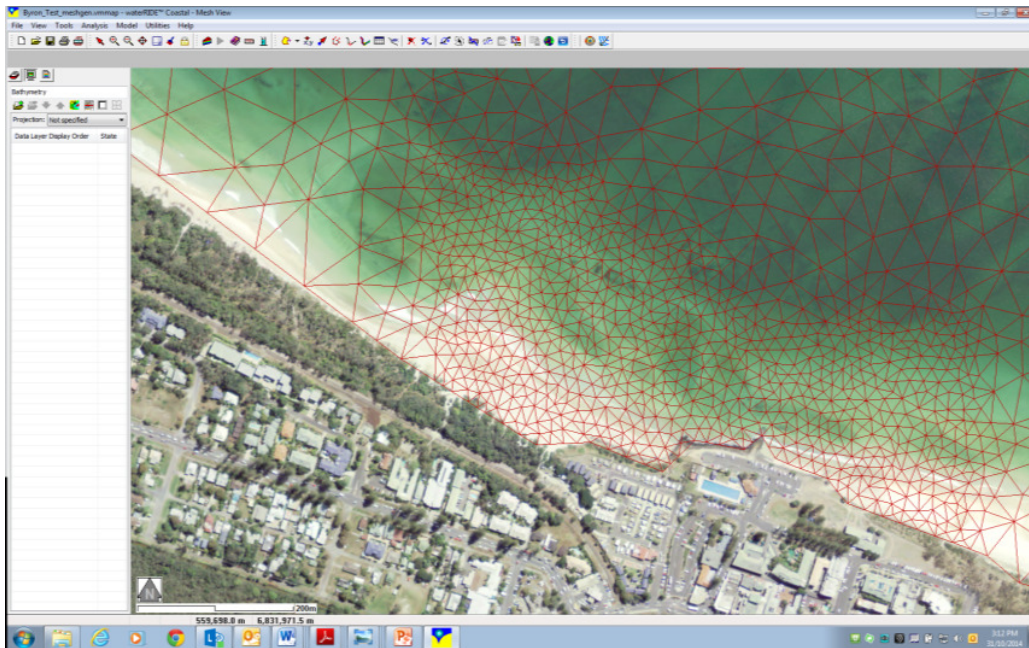 Byron_Test_meshgen.vmmap - waterRIDE™ Coastal - Mesh View
File View Tools Analysis Model Utilities Help
Bathymetry
Projection: Not specified
Data Layer Display Order State
N
200m
559,698.0 m 6,831,971.5 m
3:12 PM
31/10/2014